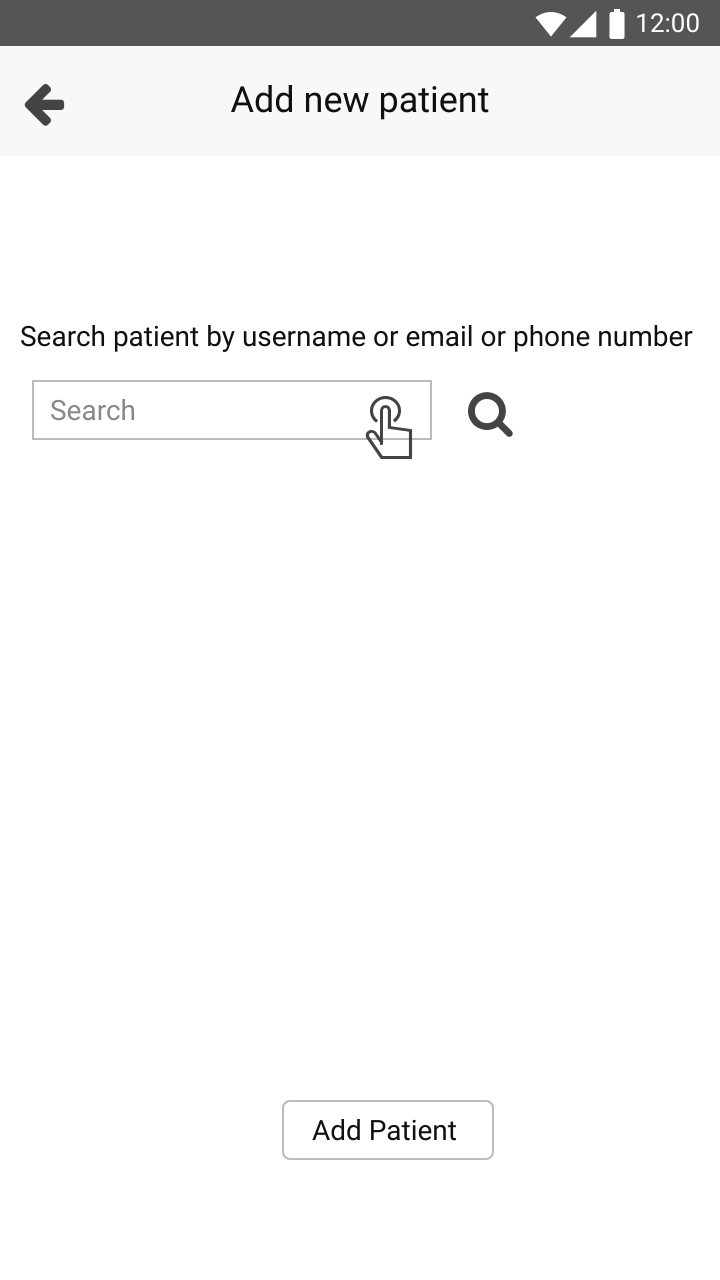 12:00
Add new patient
Search patient by username or email or phone number
Search
Add Patient